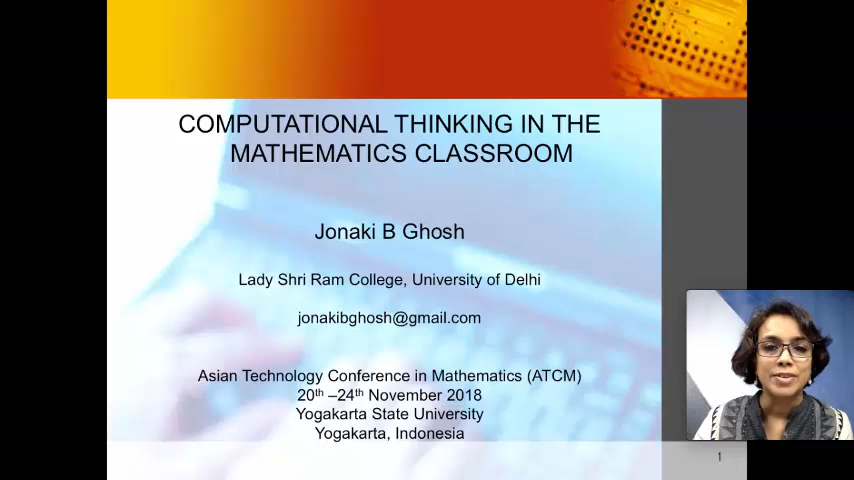 COMPUTATIONAL THINKING IN THE
MATHEMATICS CLASSROOM
Jonaki B Ghosh
Lady Shri Ram College, University of Delhi
jonakibghosh@gmail.com
Asian Technology Conference in Mathematics (ATCM)
20th –24th November 2018
Yogakarta State University
Yogakarta, Indonesia
1